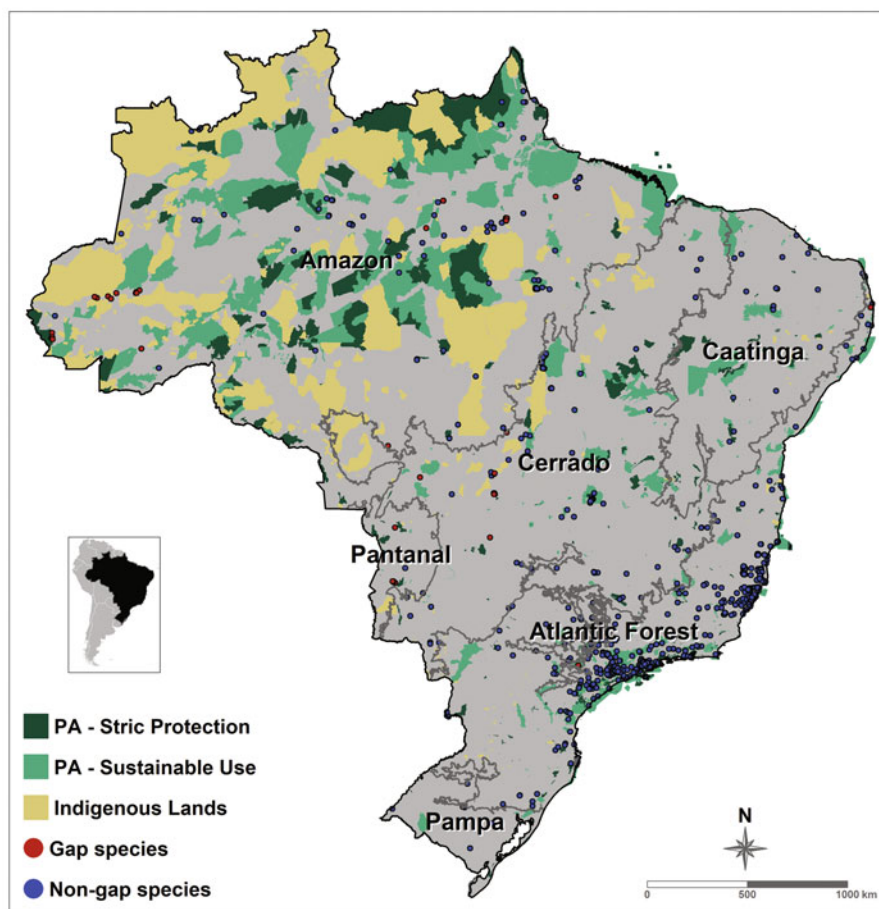 Amazon
Caatinga
Cerrado
Pantanal
Atlantic Forest
Pampa
PA - Stric Protection
PA - Sustainable Use
Indigenous Lands
Gap species
Non-gap species
N
0 500 1000 km